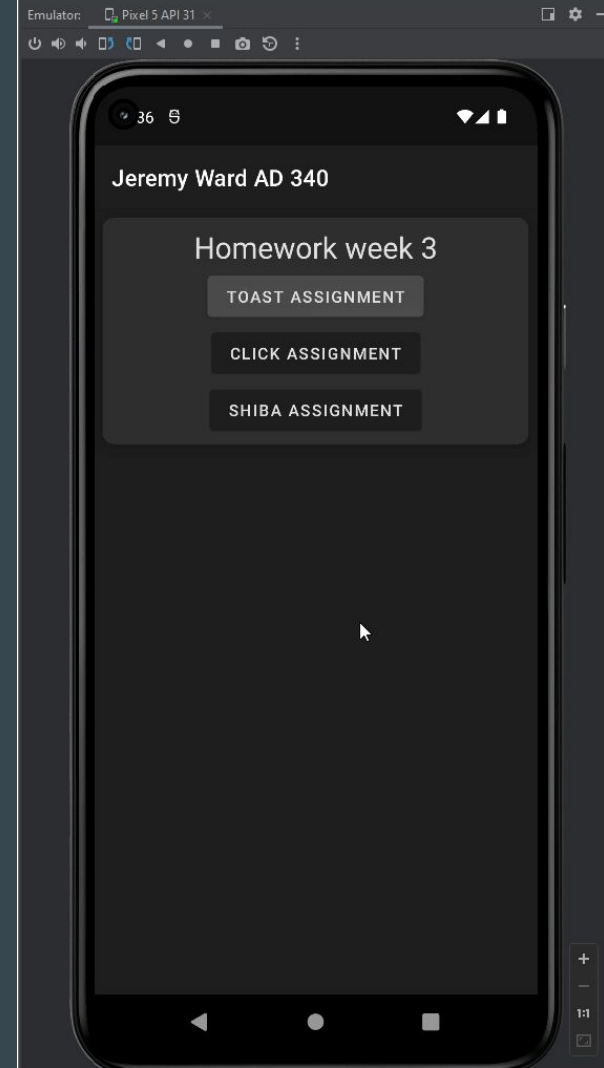 Emulator: Pixel 5 API 31
36
Jeremy Ward AD 340
Homework week 3
TOAST ASSIGNMENT
CLICK ASSIGNMENT
SHIBA ASSIGNMENT
1:1